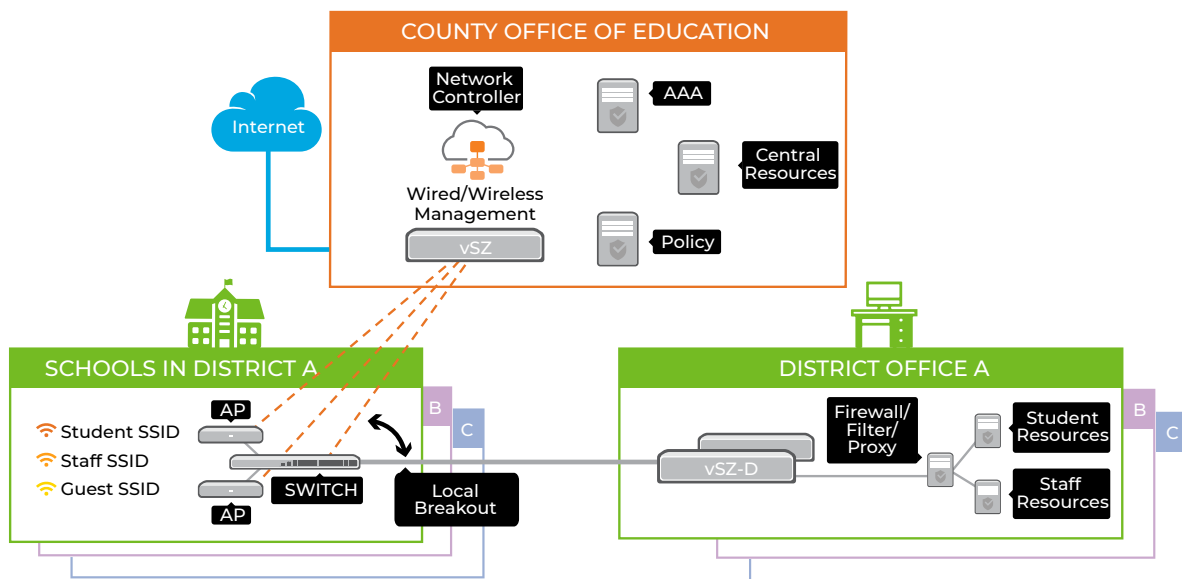 COUNTY OFFICE OF EDUCATION
Network
Controller
AAA
Internet
Central
Resources
Wired/Wireless
Management
Policy
vSZ
SCHOOLS IN DISTRICT A
B
C
AP
Student SSID
Staff SSID
Guest SSID
SWITCH
AP
Local
Breakout
DISTRICT OFFICE A
B
C
Firewall/
Filter/
Proxy
Student
Resources
vSZ-D
Staff
Resources